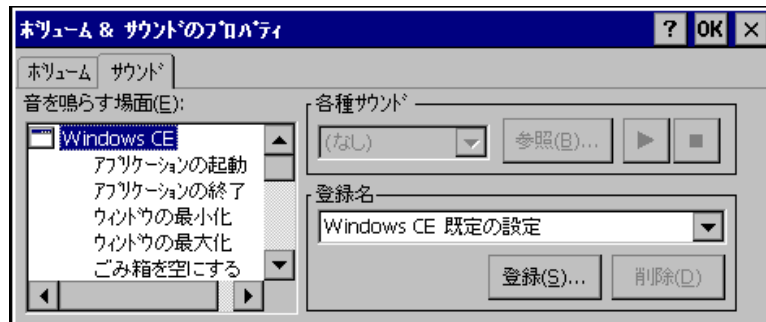 ﾎﾞﾘｭｰﾑ & ｻｳﾝﾄﾞのﾌﾟﾛﾊﾟﾃｨ ? OK ×
ﾎﾞﾘｭｰﾑ ｻｳﾝﾄﾞ
音を鳴らす場面(E):
Windows CE
ｱﾌﾟﾘｹｰｼｮﾝの起動
ｱﾌﾟﾘｹｰｼｮﾝの終了
ｳｨﾝﾄﾞｳの最小化
ｳｨﾝﾄﾞｳの最大化
ごみ箱を空にする
各種ｻｳﾝﾄﾞ
(なし) 参照(B)...
登録名
Windows CE 既定の設定
登録(S)... 削除(D)